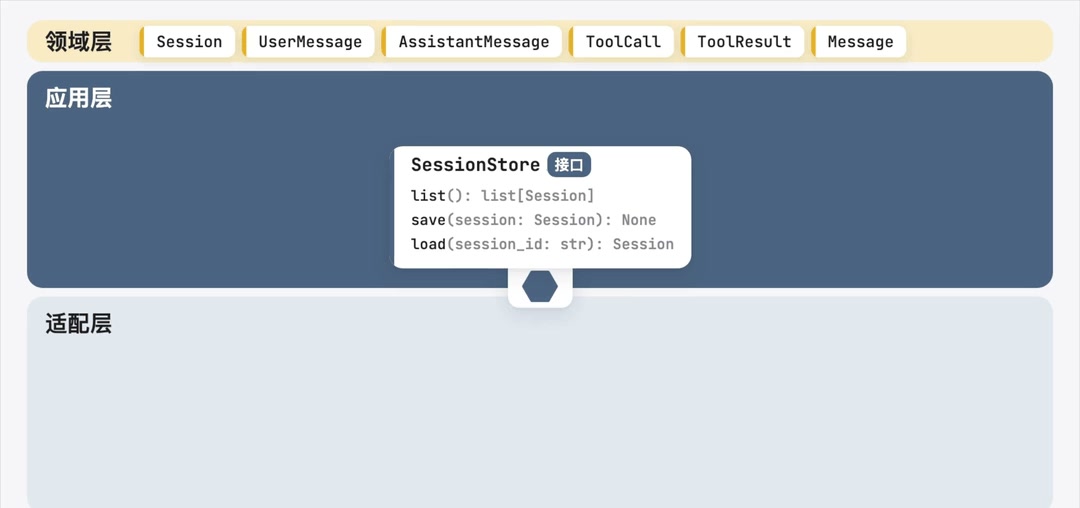 领域层 Session UserMessage AssistantMessage ToolCall ToolResult Message
应用层
SessionStore 接口
list(): list[Session]
save(session: Session): None
load(session_id: str): Session
适配层